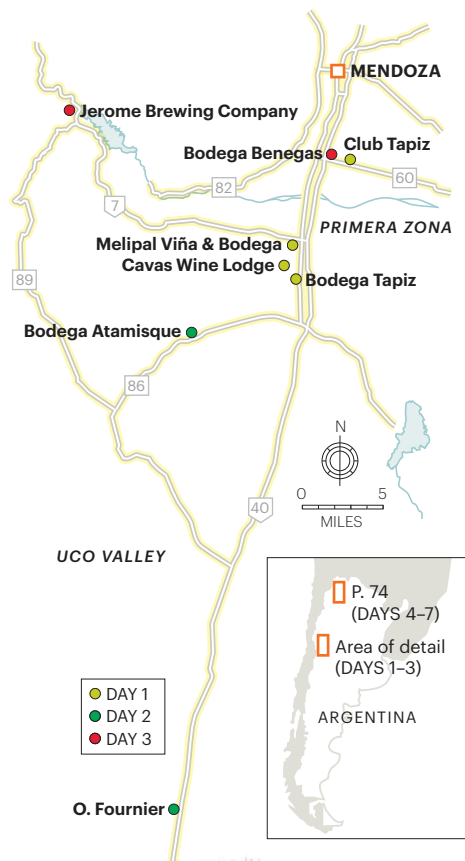 MENDOZA
Jerome Brewing Company
Bodega Benegas
Club Tapiz
60
82
7
PRIMERA ZONA
Melipal Viña & Bodega
Cavas Wine Lodge
Bodega Tapiz
89
Bodega Atamisque
86
N
0 5
MILES
40
UCO VALLEY
P. 74
(DAYS 4–7)
Area of detail
(DAYS 1–3)
ARGENTINA
DAY 1
DAY 2
DAY 3
O. Fournier